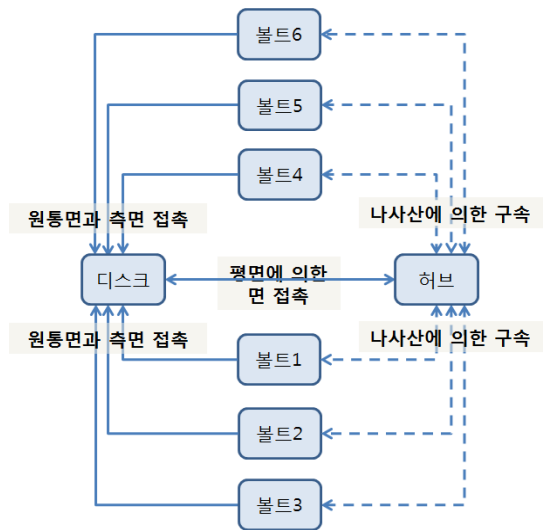 볼트6
볼트5
볼트4
원통면과 측면 접촉
나사산에 의한 구속
디스크
평면에 의한
면 접촉
허브
원통면과 측면 접촉
나사산에 의한 구속
볼트1
볼트2
볼트3